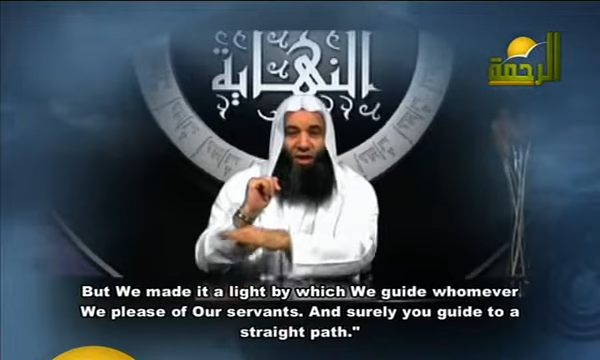 النهاية
الرحمة
But We made it a light by which We guide whomever
We please of Our servants. And surely you guide to a
straight path."